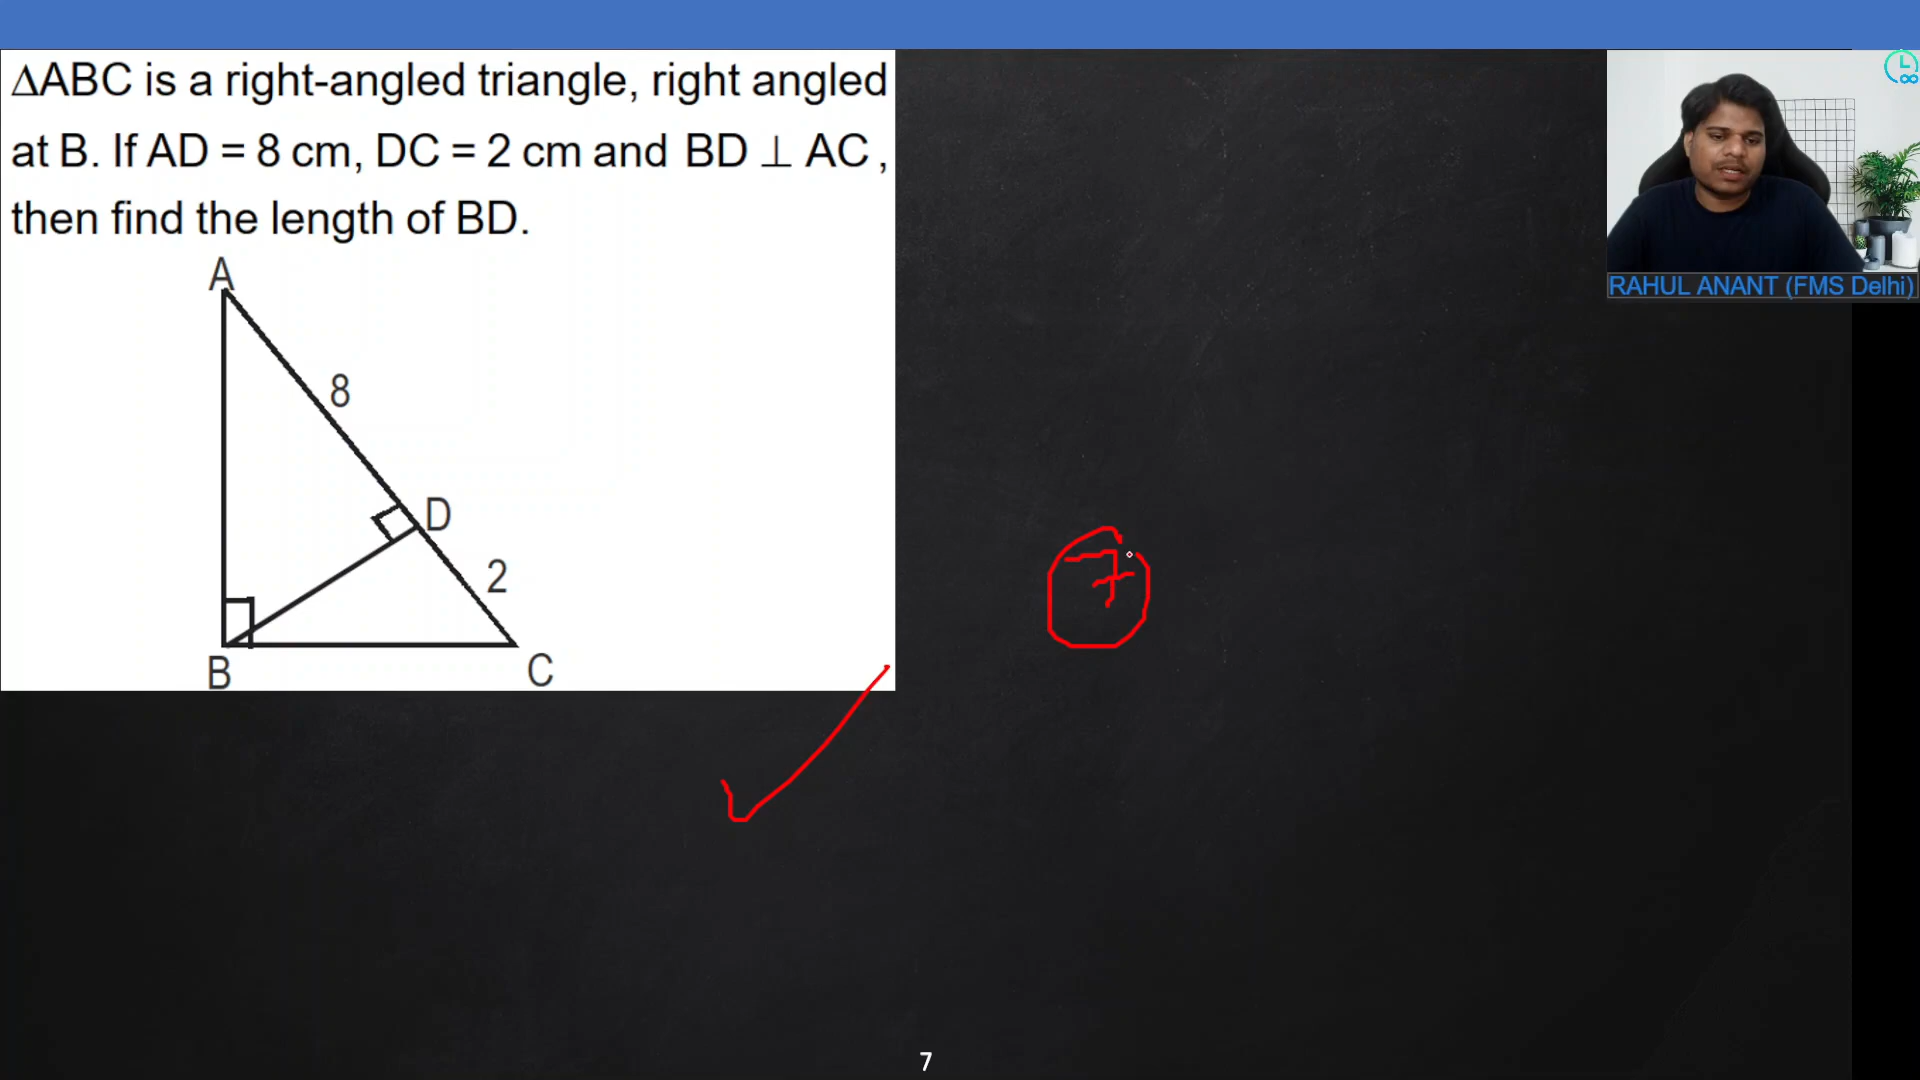 ΔABC is a right-angled triangle, right angled
at B. If AD = 8 cm, DC = 2 cm and BD ⊥ AC,
then find the length of BD.
A
8
D
2
B
C
7
RAHUL ANANT (FMS Delhi)
7